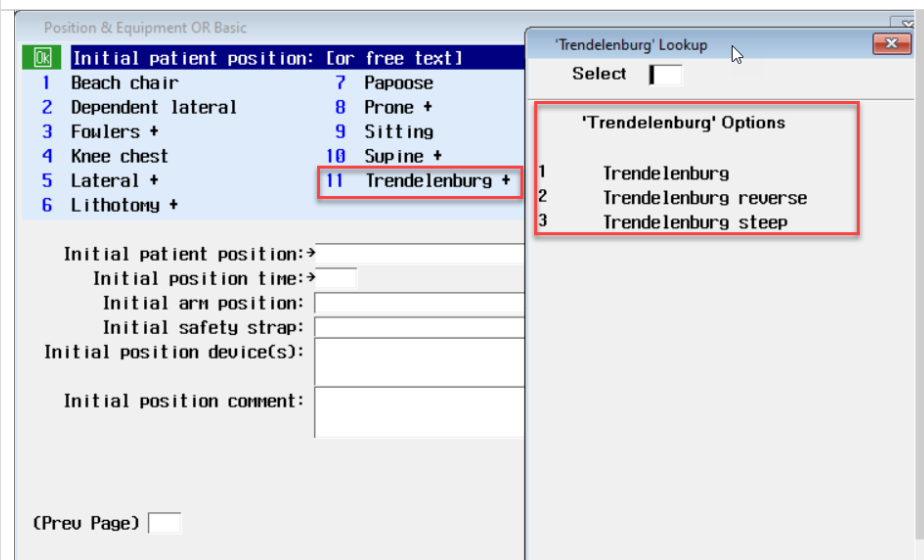 Position & Equipment OR Basic
Ok Initial patient position: [or free text]
1 Beach chair 7 Papoose
2 Dependent lateral 8 Prone +
3 Fowlers + 9 Sitting
4 Knee chest 10 Supine +
5 Lateral + 11 Trendelenburg +
6 Lithotomy +
Initial patient position:→
Initial position time:→
Initial arm position:
Initial safety strap:
Initial position device(s):
Initial position comment:
(Prev Page)
'Trendelenburg' Lookup
Select
'Trendelenburg' Options
1 Trendelenburg
2 Trendelenburg reverse
3 Trendelenburg steep